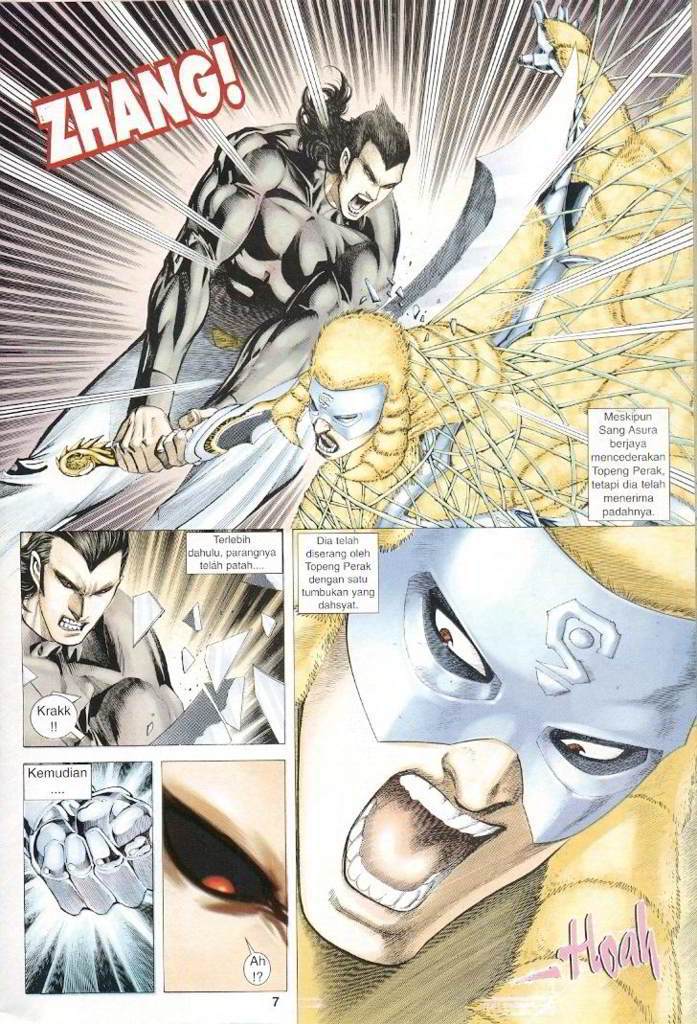 ZHANG!
Meskipun
Sang Asura
berjaya
mencederakan
Topeng Perak,
tetapi dia telah
menerima
padahnya.
Terlebih
dahulu, parangnya
telah patah....
Krakk
!!
Dia telah
diserang oleh
Topeng Perak
dengan satu
tumbukan yang
dahsyat.
Kemudian
....
Ah
!?
Hoah
7